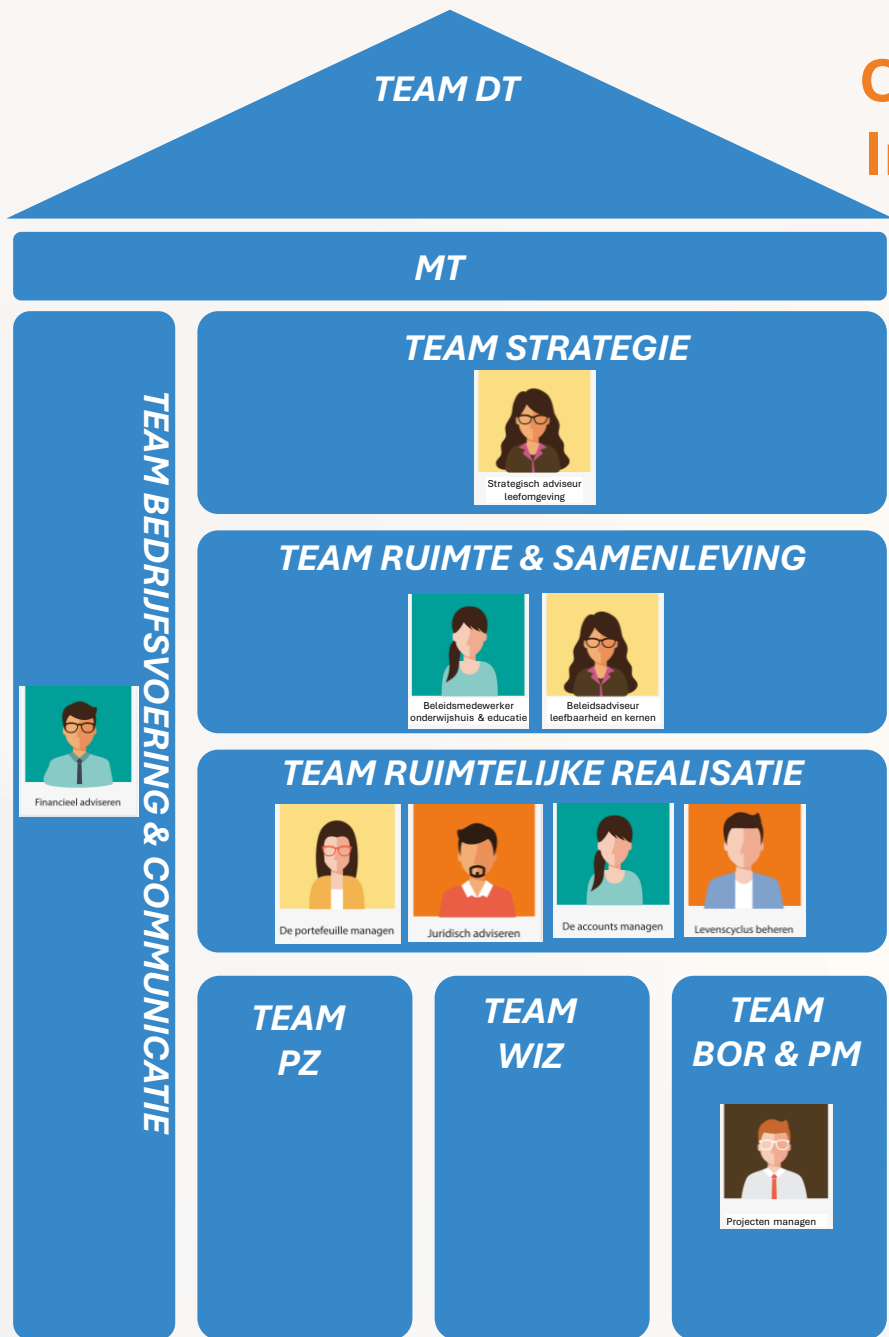 TEAM DT
MT
TEAM BEDRIJFSVOERING & COMMUNICATIE
Financieel adviseren
TEAM STRATEGIE
Strategisch adviseur
leefomgeving
TEAM RUIMTE & SAMENLEVING
Beleidsmedewerker
onderwijshuis & educatie
Beleidsadviseur
leefbaarheid en kernen
TEAM RUIMTELIJKE REALISATIE
De portefeuille managen
Juridisch adviseren
De accounts managen
Levenscyclus beheren
TEAM
PZ
TEAM
WIZ
TEAM
BOR & PM
Projecten managen